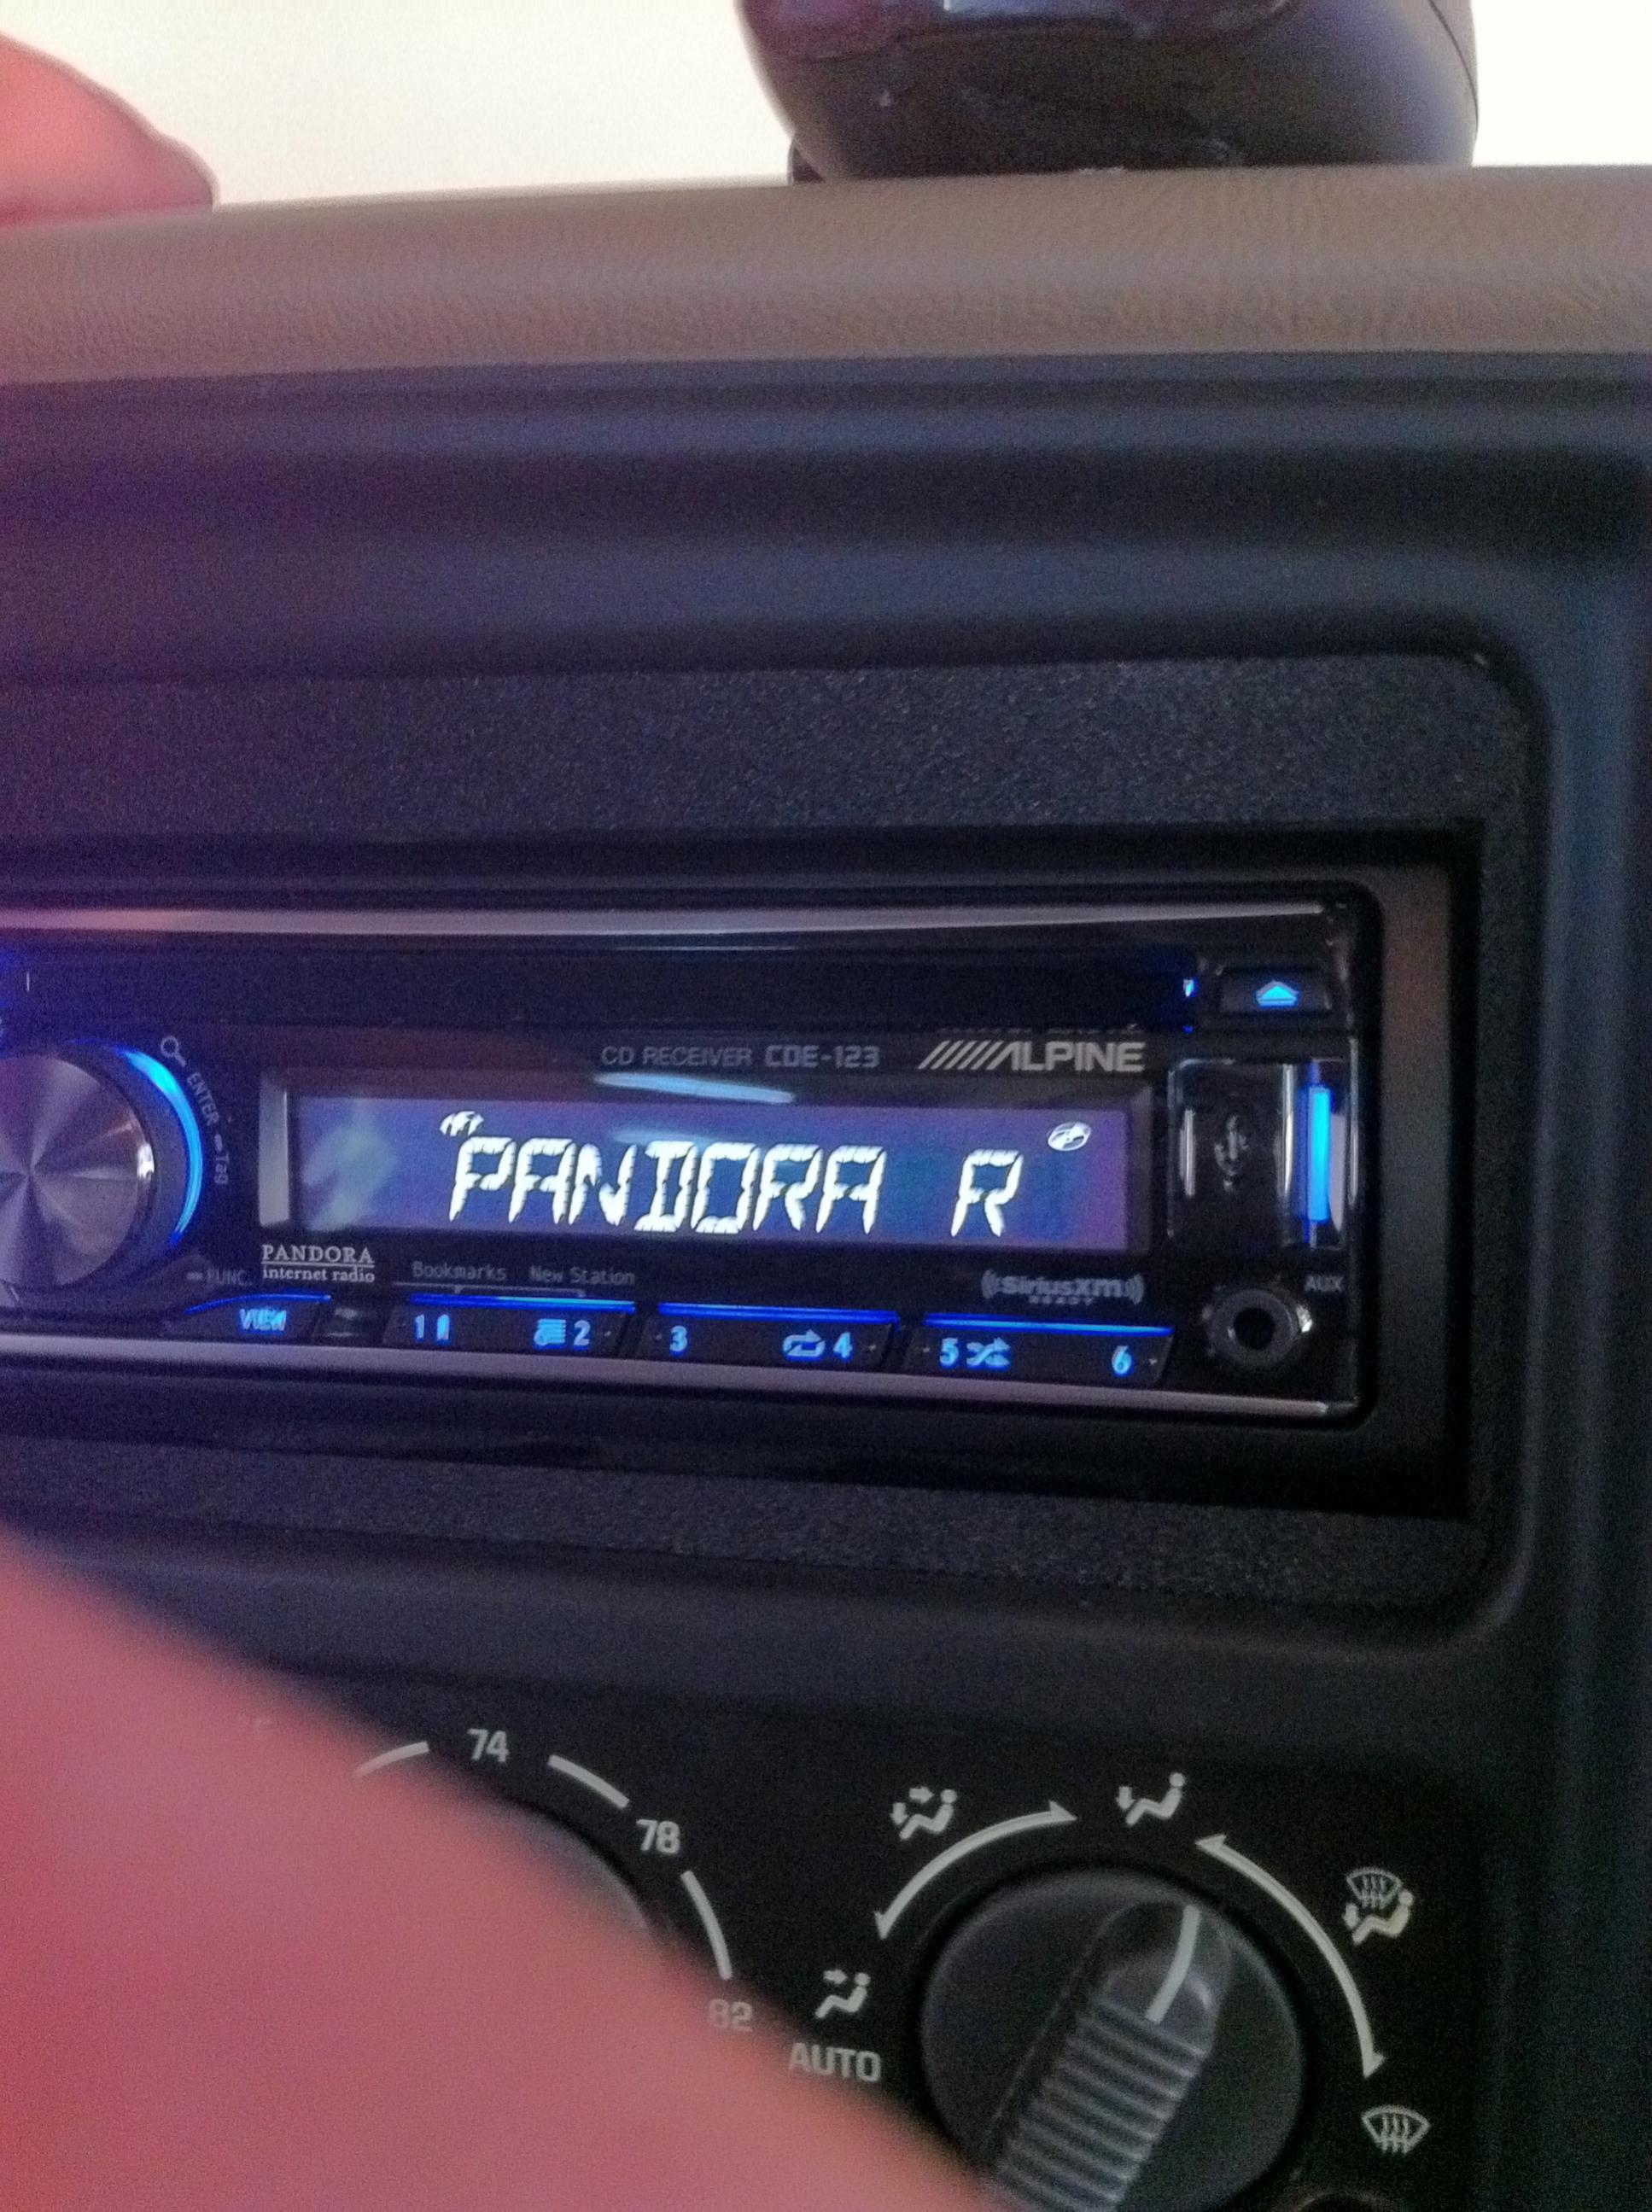 CD RECEIVER CDE-123 ALPINE
ENTER Tag
PANDORA R
FUNC.
PANDORA
internet radio
Bookmarks New Station
SiriusXM
READY
AUX
VIEW
1 2 3 4 5 6
74
78
82
AUTO